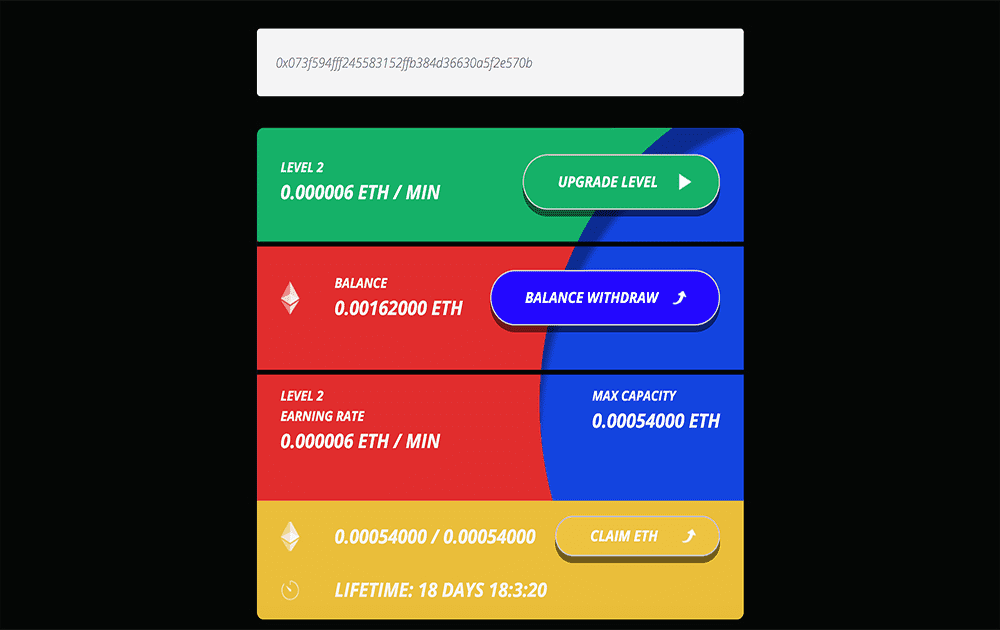 0x073f594fff245583152ffb384d36630a5f2e570b
LEVEL 2
0.000006 ETH / MIN
UPGRADE LEVEL
BALANCE
0.00162000 ETH
BALANCE WITHDRAW
LEVEL 2
EARNING RATE
0.000006 ETH / MIN
MAX CAPACITY
0.00054000 ETH
0.00054000 / 0.00054000
CLAIM ETH
LIFETIME: 18 DAYS 18:3:20